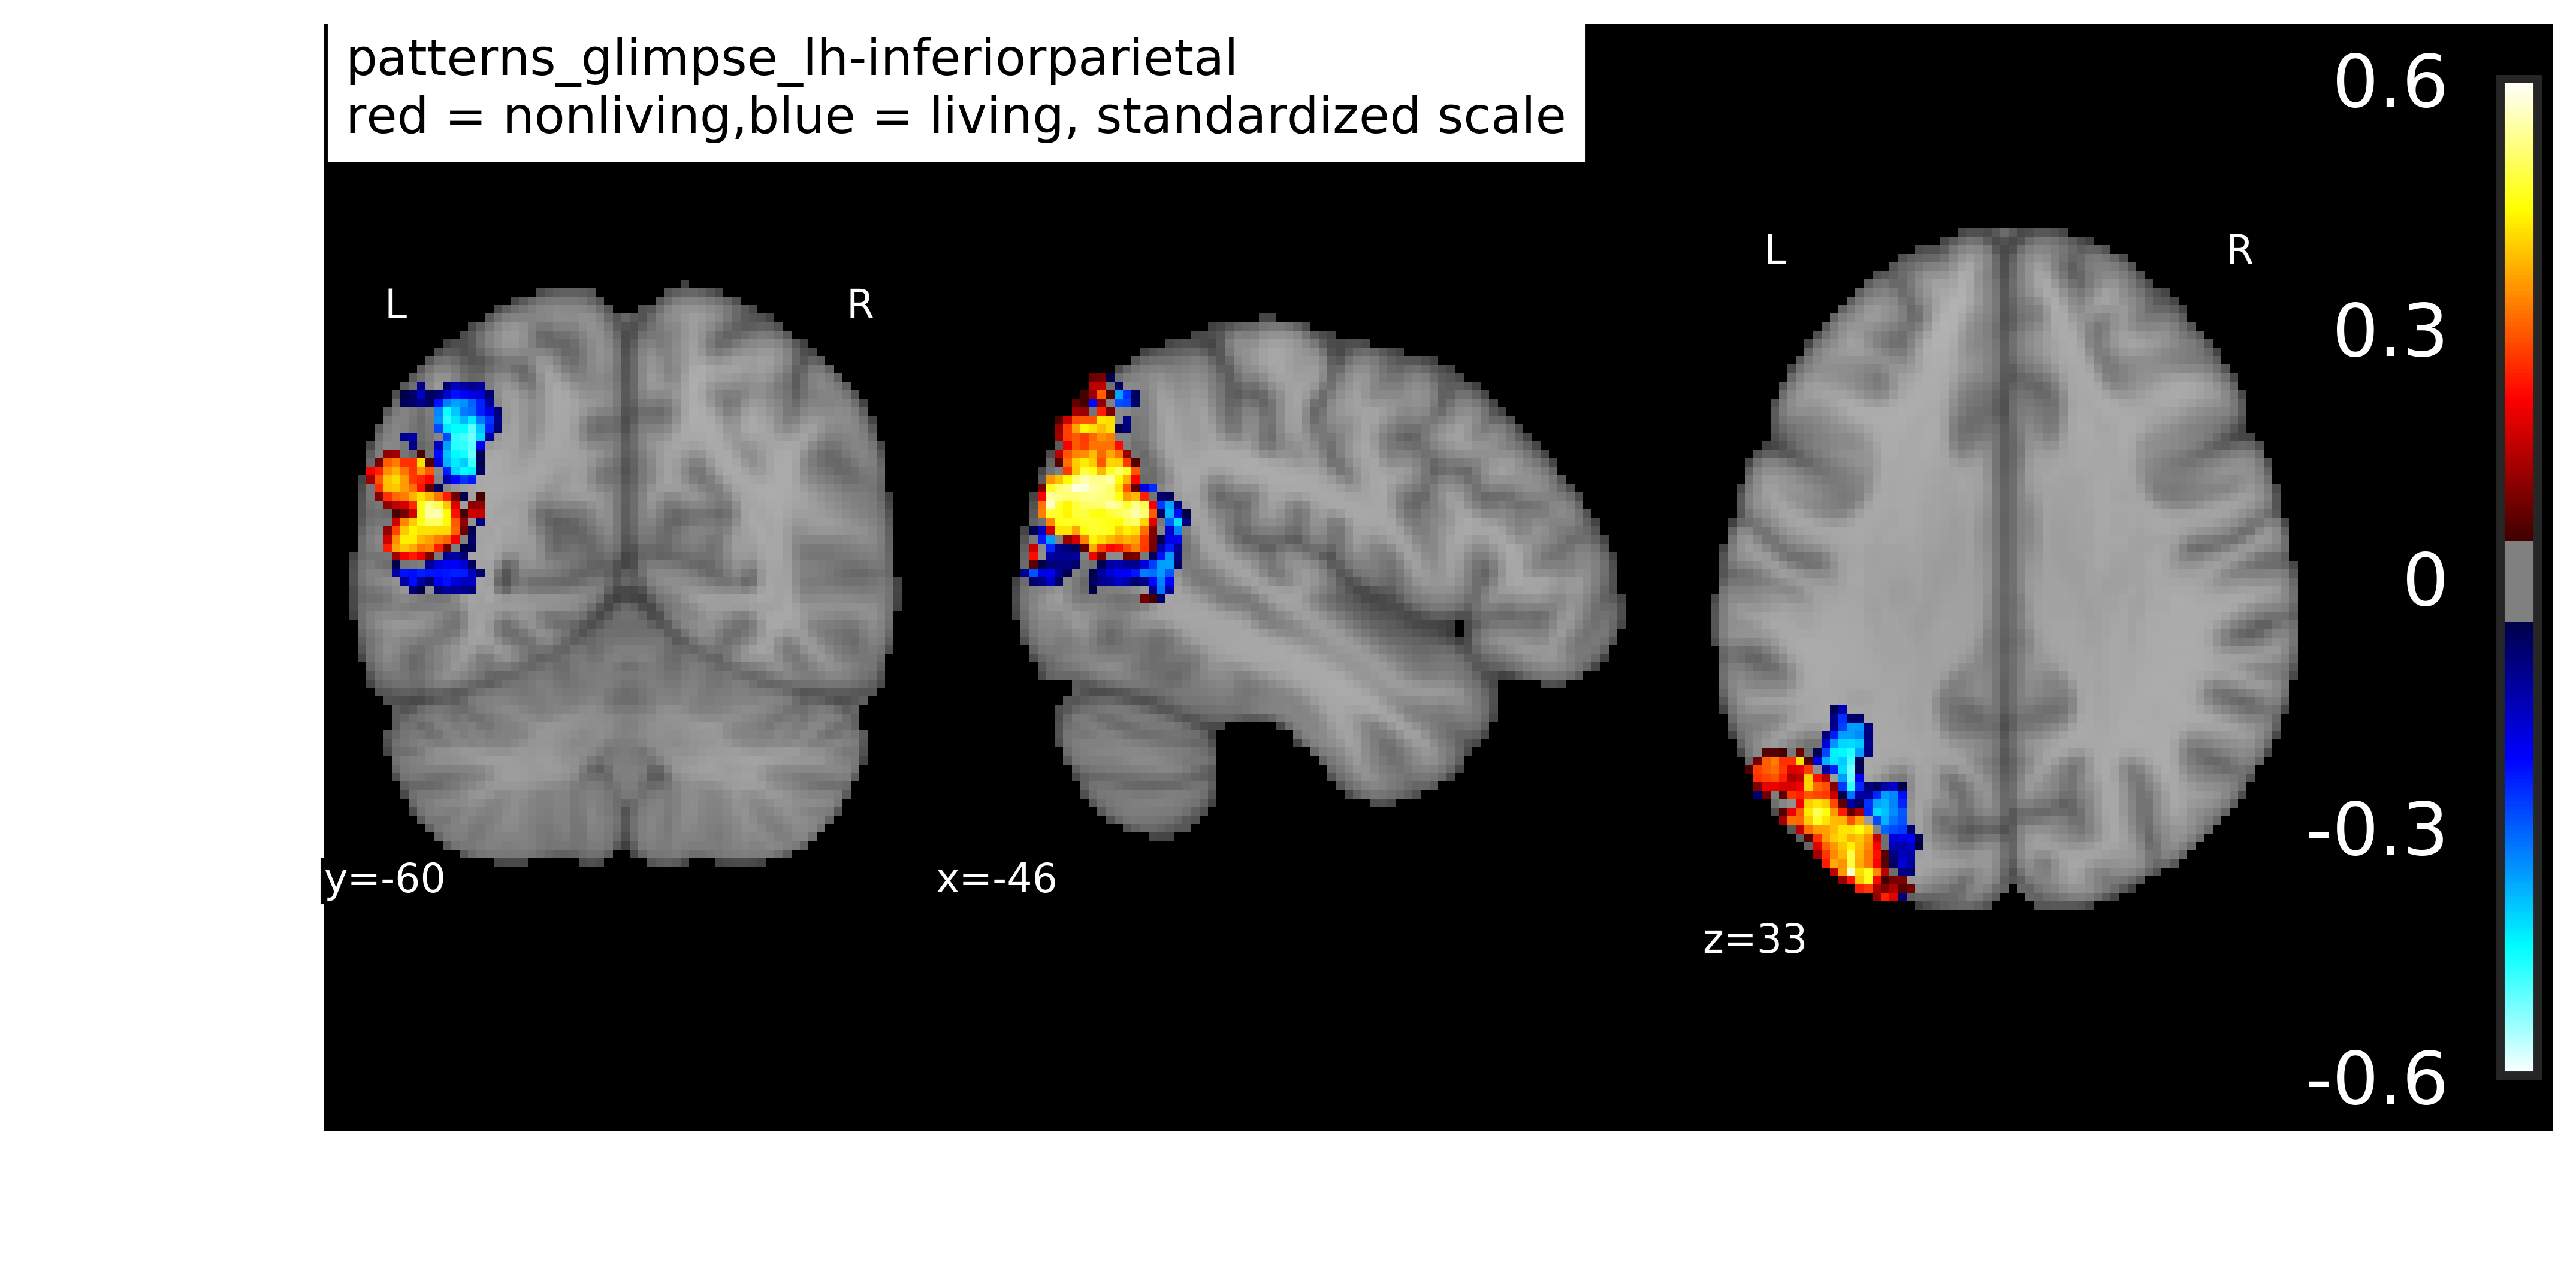 patterns_glimpse_lh-inferiorparietal
red = nonliving,blue = living, standardized scale
L
R
y=-60
x=-46
L
R
z=33
0.6
0.3
0
-0.3
-0.6